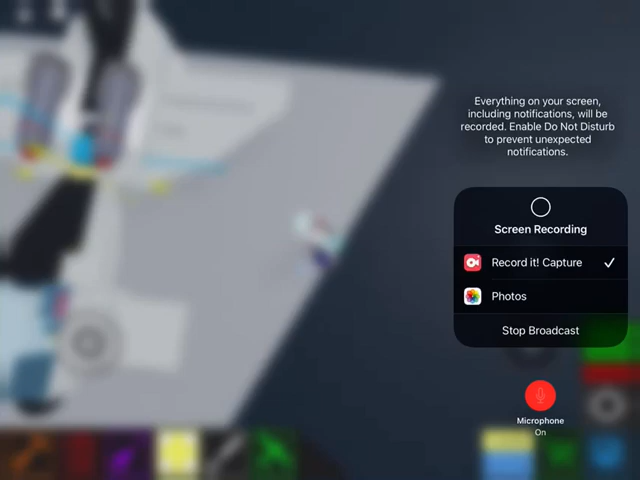 Everything on your screen,
including notifications, will be
recorded. Enable Do Not Disturb
to prevent unexpected
notifications.
Screen Recording
Record it! Capture
Photos
Stop Broadcast
Microphone
On